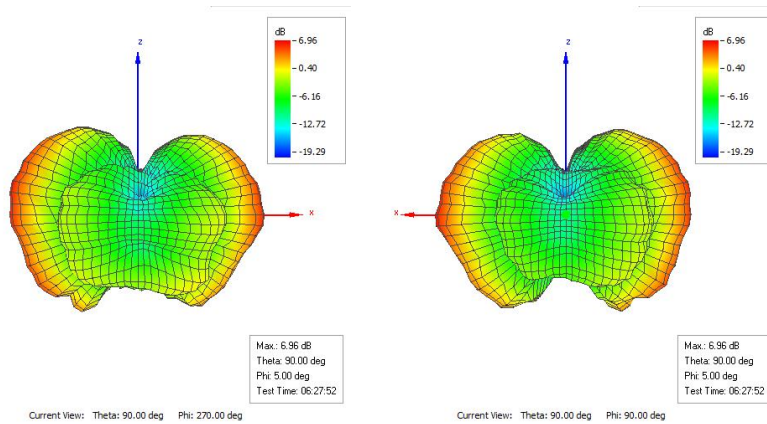 dB
6.96
0.40
-6.16
-12.72
-19.29
z
x
Max.: 6.96 dB
Theta: 90.00 deg
Phi: 5.00 deg
Test Time: 06:27:52
Current View: Theta: 90.00 deg Phi: 270.00 deg
dB
6.96
0.40
-6.16
-12.72
-19.29
z
x
Max.: 6.96 dB
Theta: 90.00 deg
Phi: 5.00 deg
Test Time: 06:27:52
Current View: Theta: 90.00 deg Phi: 90.00 deg